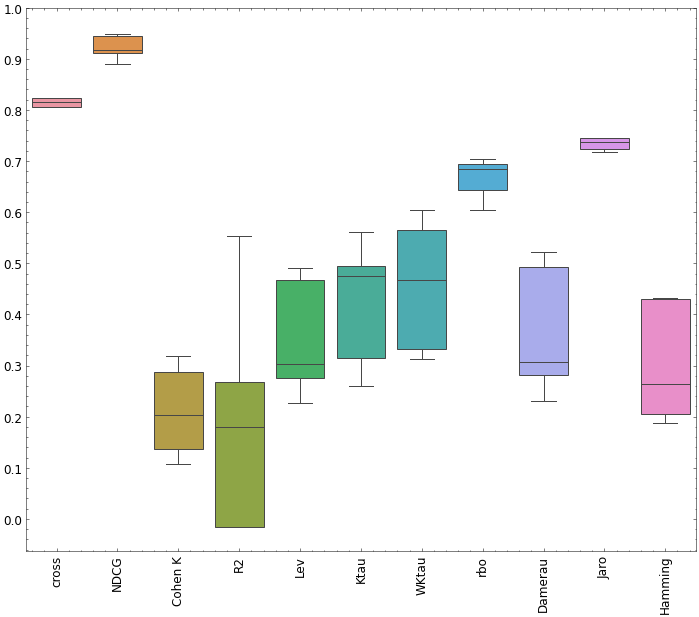 1.0
0.9
0.8
0.7
0.6
0.5
0.4
0.3
0.2
0.1
0.0
cross
NDCG
Cohen K
R2
Lev
Ktau
WKtau
rbo
Damerau
Jaro
Hamming